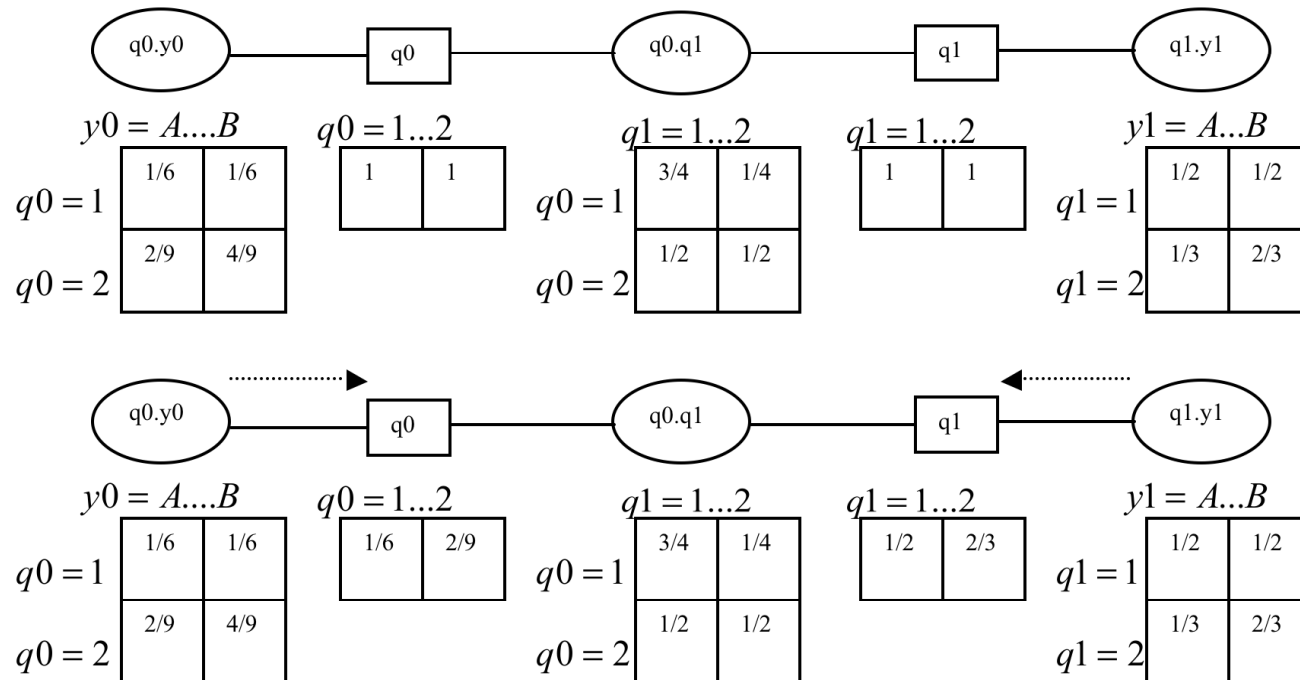 q0.y0 q0 q0.q1 q1 q1.y1
y0 = A....B q0 = 1...2 q1 = 1...2 q1 = 1...2 y1 = A...B
q0 = 1 1/6 1/6 1 1 q0 = 1 3/4 1/4 1 1 q1 = 1 1/2 1/2
q0 = 2 2/9 4/9 q0 = 2 1/2 1/2 q1 = 2 1/3 2/3
q0.y0 q0 q0.q1 q1 q1.y1
y0 = A....B q0 = 1...2 q1 = 1...2 q1 = 1...2 y1 = A...B
q0 = 1 1/6 1/6 1/6 2/9 q0 = 1 3/4 1/4 1/2 2/3 q1 = 1 1/2 1/2
q0 = 2 2/9 4/9 q0 = 2 1/2 1/2 q1 = 2 1/3 2/3